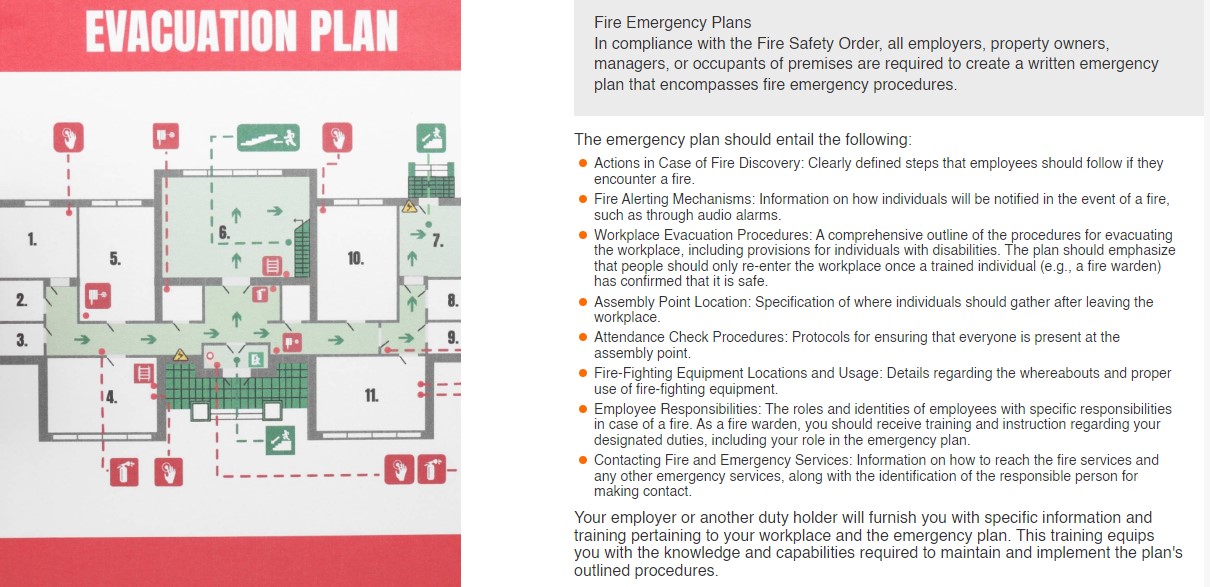 EVACUATION PLAN
1.
5.
6.
10.
7.
2.
8.
3.
9.
4.
11.
Fire Emergency Plans
In compliance with the Fire Safety Order, all employers, property owners,
managers, or occupants of premises are required to create a written emergency
plan that encompasses fire emergency procedures.
The emergency plan should entail the following:
Actions in Case of Fire Discovery: Clearly defined steps that employees should follow if they
encounter a fire.
Fire Alerting Mechanisms: Information on how individuals will be notified in the event of a fire,
such as through audio alarms.
Workplace Evacuation Procedures: A comprehensive outline of the procedures for evacuating
the workplace, including provisions for individuals with disabilities. The plan should emphasize
that people should only re-enter the workplace once a trained individual (e.g., a fire warden)
has confirmed that it is safe.
Assembly Point Location: Specification of where individuals should gather after leaving the
workplace.
Attendance Check Procedures: Protocols for ensuring that everyone is present at the
assembly point.
Fire-Fighting Equipment Locations and Usage: Details regarding the whereabouts and proper
use of fire-fighting equipment.
Employee Responsibilities: The roles and identities of employees with specific responsibilities
in case of a fire. As a fire warden, you should receive training and instruction regarding your
designated duties, including your role in the emergency plan.
Contacting Fire and Emergency Services: Information on how to reach the fire services and
any other emergency services, along with the identification of the responsible person for
making contact.
Your employer or another duty holder will furnish you with specific information and
training pertaining to your workplace and the emergency plan. This training equips
you with the knowledge and capabilities required to maintain and implement the plan's
outlined procedures.